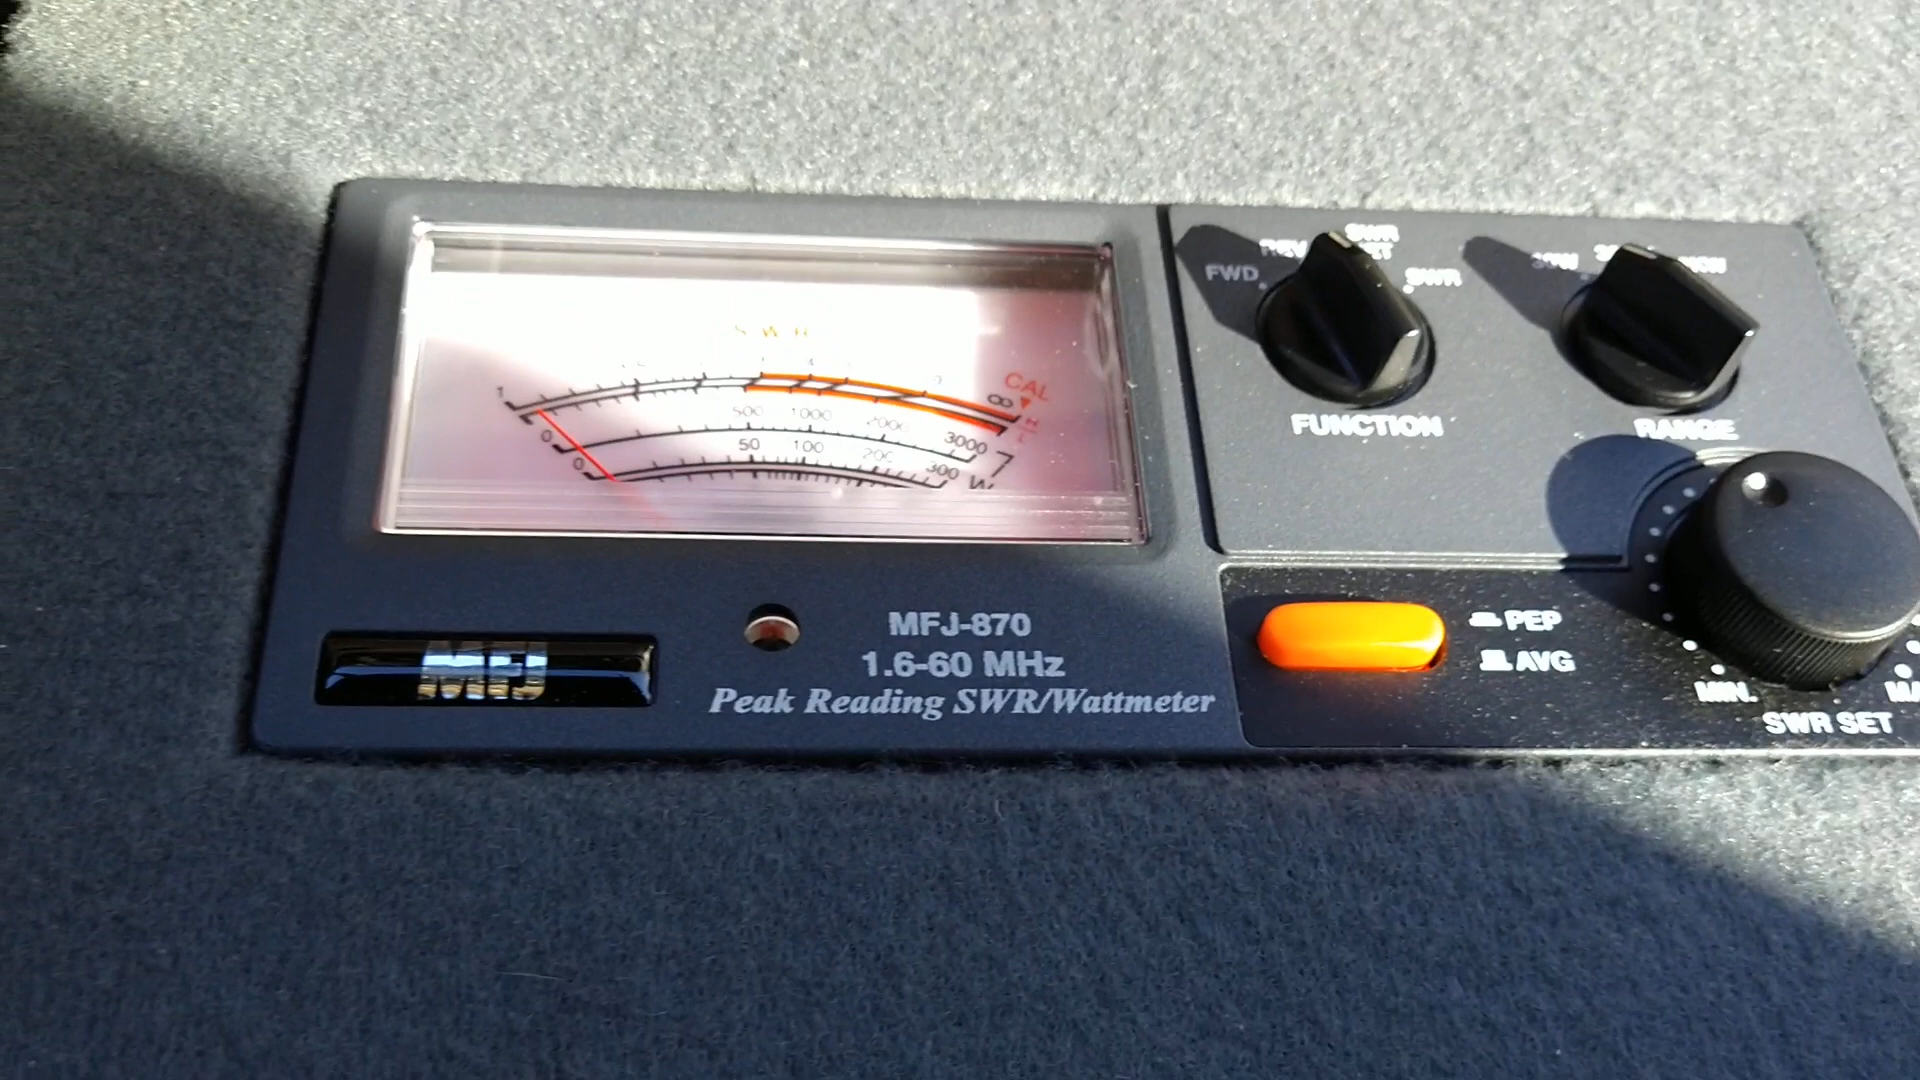 S W R
1 ∞ CAL
500 1000 2000 3000
0 50 100 200 300 W
0
FWD SWR SWR
FUNCTION
RANGE
MFJ
MFJ-870
1.6-60 MHz
Peak Reading SWR/Wattmeter
PEP
AVG
MIN.
SWR SET